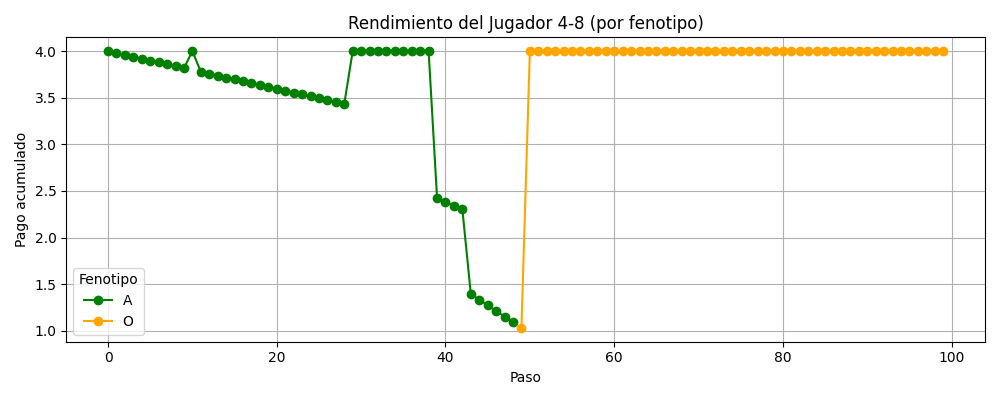 Rendimiento del Jugador 4-8 (por fenotipo)
Pago acumulado
4.0
3.5
3.0
2.5
2.0
1.5
1.0
Fenotipo
A
O
0
20
40
60
80
100
Paso